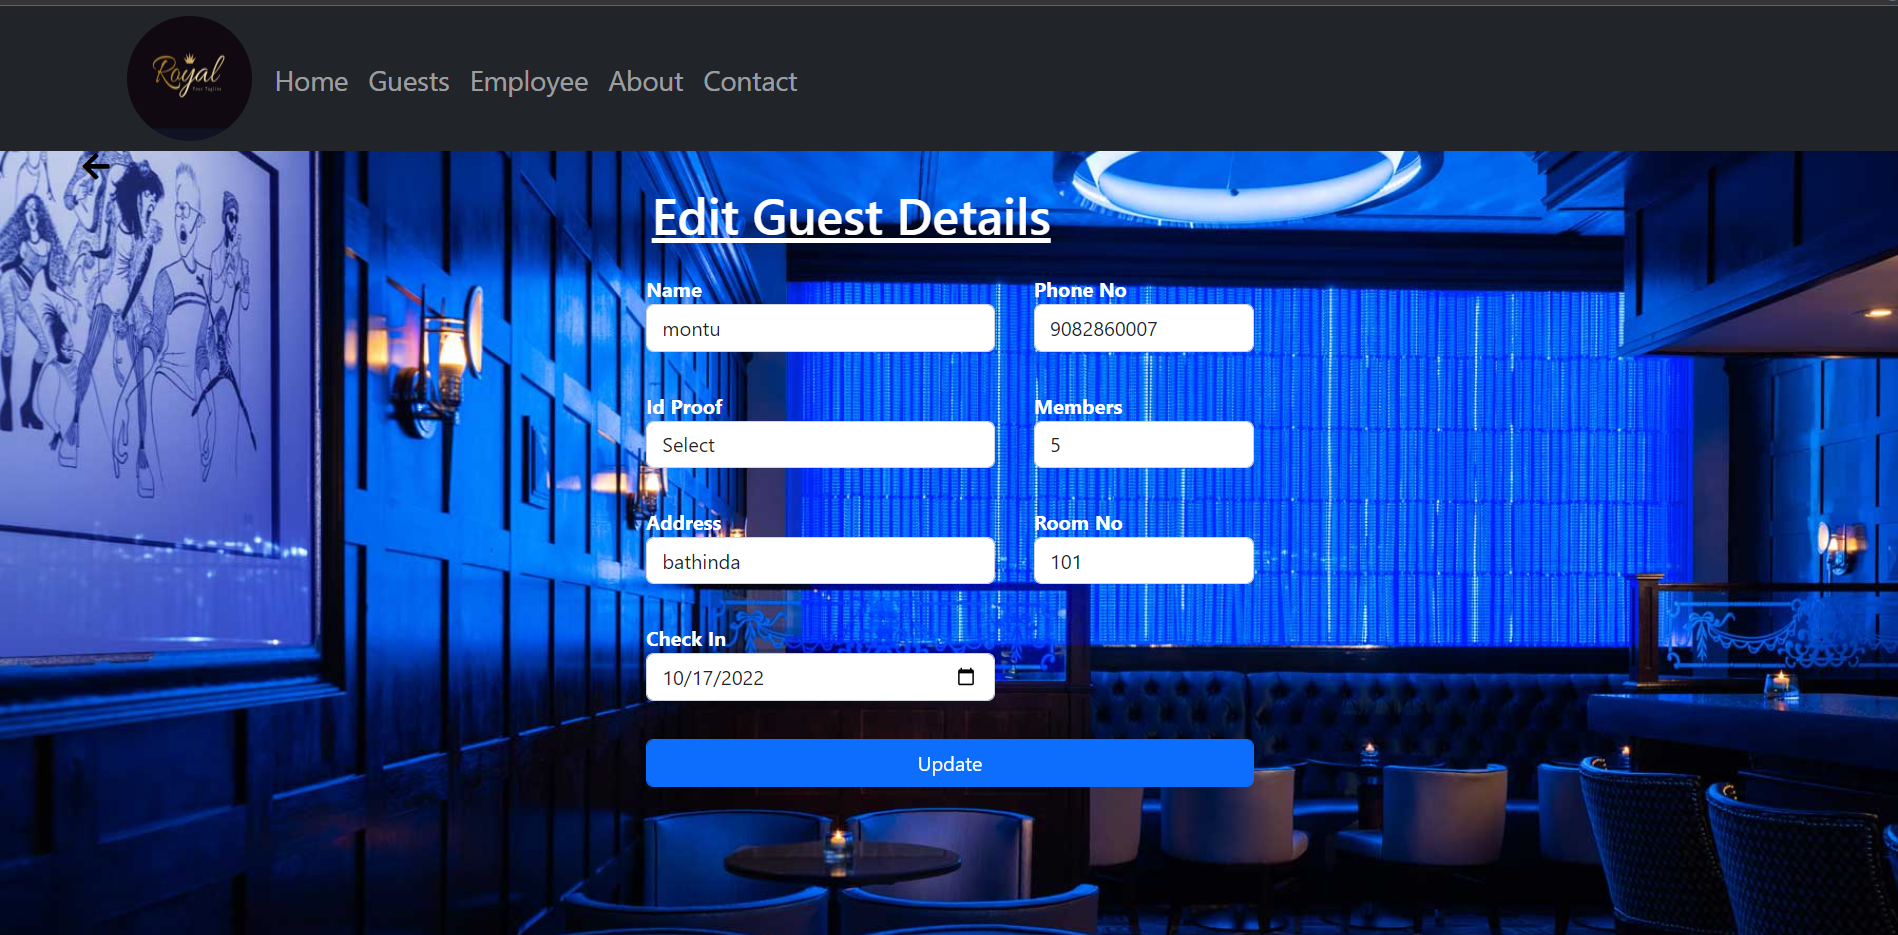 Royal
Home Guests Employee About Contact
Edit Guest Details
Name Phone No
montu 9082860007
Id Proof Members
Select 5
Address Room No
bathinda 101
Check In
10/17/2022
Update